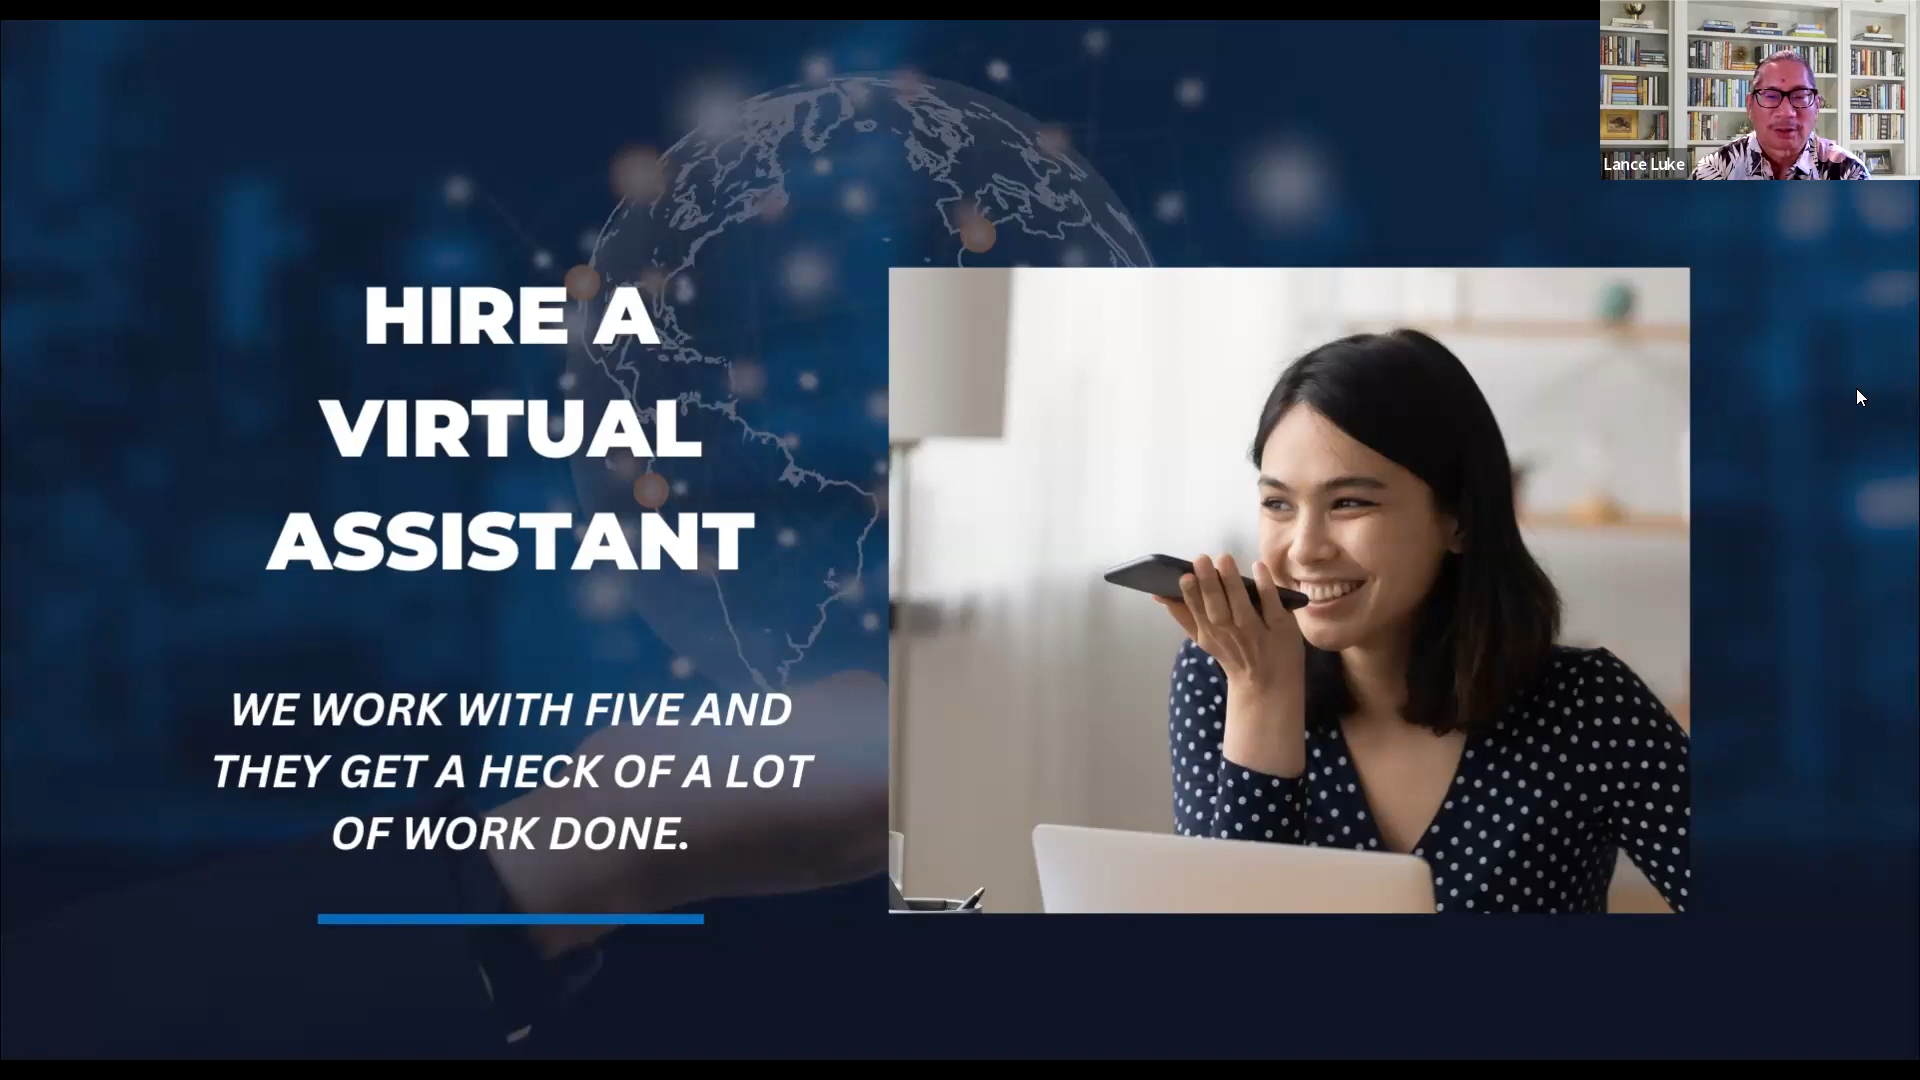 Lance Luke
HIRE A
VIRTUAL
ASSISTANT
WE WORK WITH FIVE AND
THEY GET A HECK OF A LOT
OF WORK DONE.